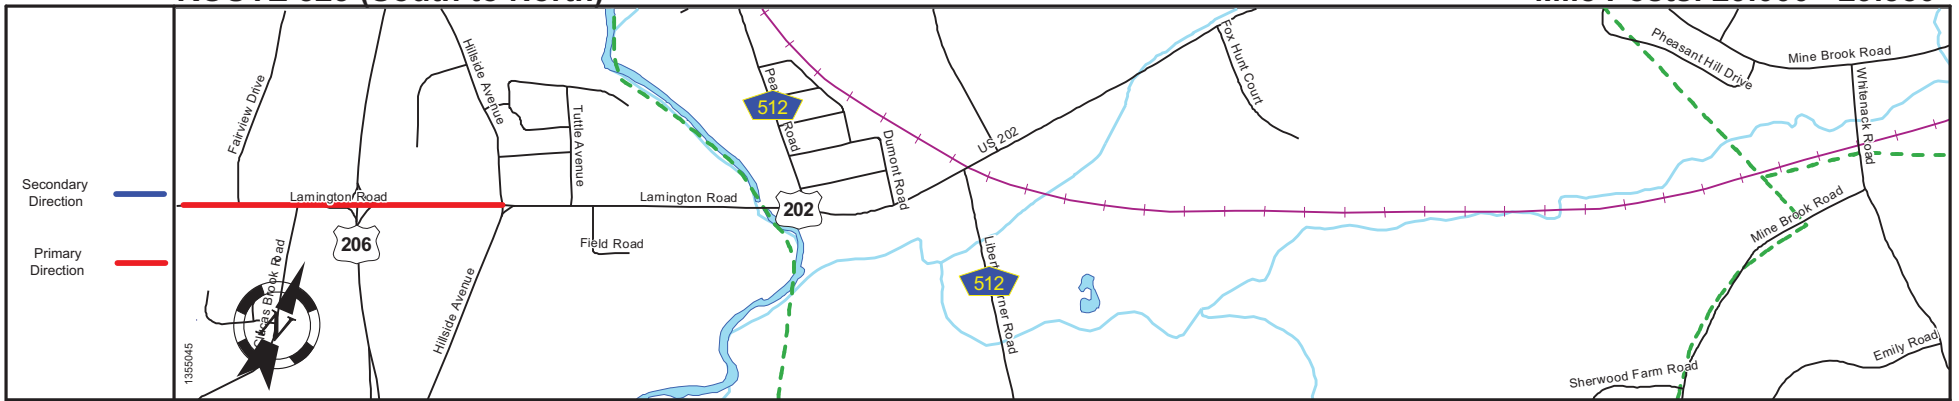 Secondary
Direction
Primary
Direction
Fairview Drive
Hillside Avenue
Tuttle Avenue
Lamington Road
Lamington Road
206
Field Road
Hillside Avenue
1355045
N
512
Road
Dumont Road
202
US 202
Fox Hunt Court
512
Road
Pheasant Hill Drive
Mine Brook Road
Whitenack Road
Mine Brook Road
Sherwood Farm Road
Emily Road